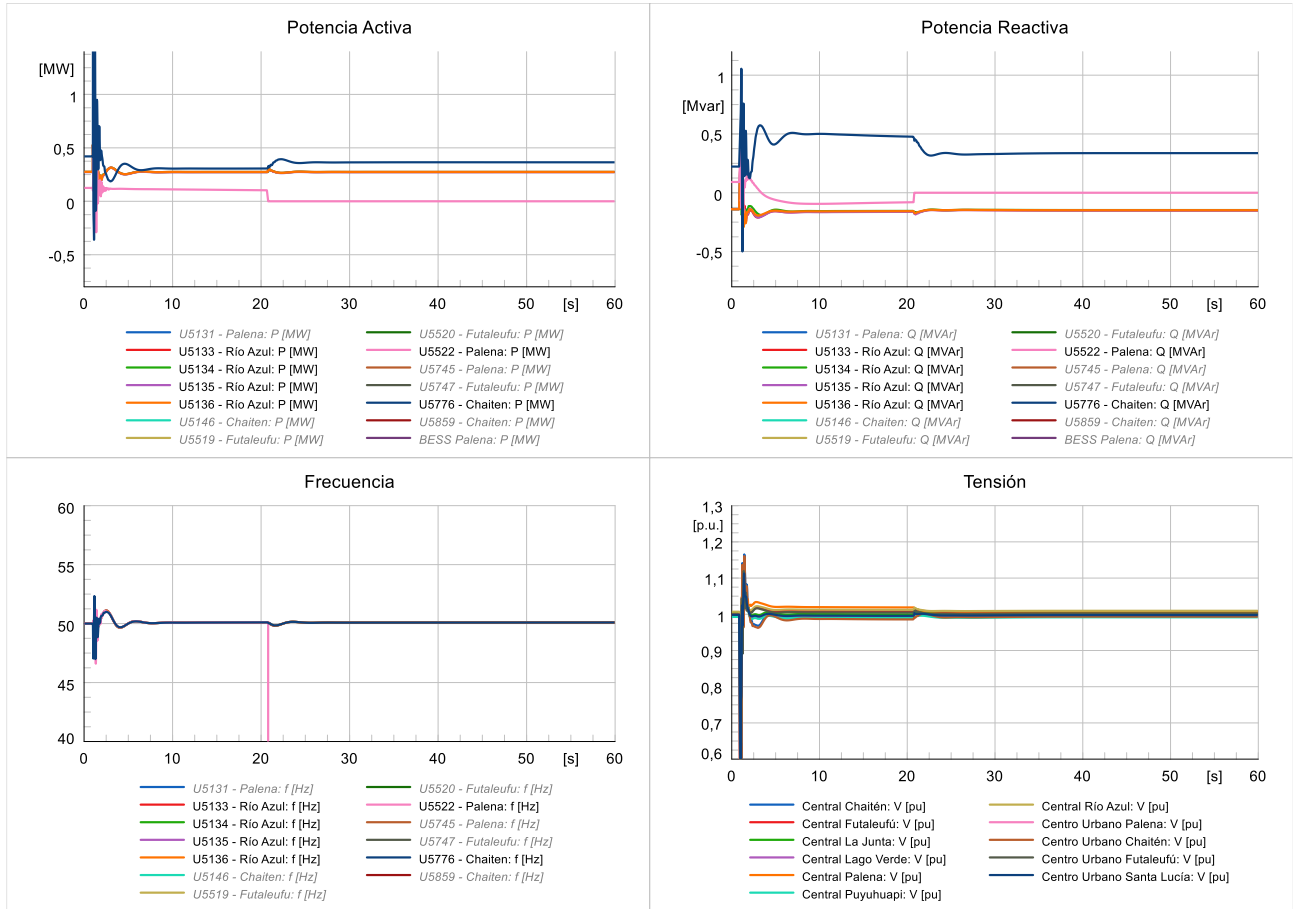 Potencia Activa
[MW]
1
0,5
0
-0,5
0 10 20 30 40 [s] 60
U5131 - Palena: P [MW] U5520 - Futaleufu: P [MW]
U5133 - Río Azul: P [MW] U5522 - Palena: P [MW]
U5134 - Río Azul: P [MW] U5745 - Palena: P [MW]
U5135 - Río Azul: P [MW] U5747 - Futaleufu: P [MW]
U5136 - Río Azul: P [MW] U5776 - Chaiten: P [MW]
U5146 - Chaiten: P [MW] U5859 - Chaiten: P [MW]
U5519 - Futaleufu: P [MW] BESS Palena: P [MW]
Potencia Reactiva
1
[Mvar]
0,5
0
-0,5
0 10 20 30 40 [s] 60
U5131 - Palena: Q [MVAr] U5520 - Futaleufu: Q [MVAr]
U5133 - Río Azul: Q [MVAr] U5522 - Palena: Q [MVAr]
U5134 - Río Azul: Q [MVAr] U5745 - Palena: Q [MVAr]
U5135 - Río Azul: Q [MVAr] U5747 - Futaleufu: Q [MVAr]
U5136 - Río Azul: Q [MVAr] U5776 - Chaiten: Q [MVAr]
U5146 - Chaiten: Q [MVAr] U5859 - Chaiten: Q [MVAr]
U5519 - Futaleufu: Q [MVAr] BESS Palena: Q [MVAr]
Frecuencia
60
55
50
45
40
0 10 20 30 40 [s] 60
U5131 - Palena: f [Hz] U5520 - Futaleufu: f [Hz]
U5133 - Río Azul: f [Hz] U5522 - Palena: f [Hz]
U5134 - Río Azul: f [Hz] U5745 - Palena: f [Hz]
U5135 - Río Azul: f [Hz] U5747 - Futaleufu: f [Hz]
U5136 - Río Azul: f [Hz] U5776 - Chaiten: f [Hz]
U5146 - Chaiten: f [Hz] U5859 - Chaiten: f [Hz]
U5519 - Futaleufu: f [Hz]
Tensión
1,3
[p.u.]
1,2
1,1
1
0,9
0,8
0,7
0,6
0 10 20 30 40 [s] 60
Central Chaitén: V [pu] Central Río Azul: V [pu]
Central Futaleufú: V [pu] Centro Urbano Palena: V [pu]
Central La Junta: V [pu] Centro Urbano Chaitén: V [pu]
Central Lago Verde: V [pu] Centro Urbano Futaleufú: V [pu]
Central Palena: V [pu] Centro Urbano Santa Lucía: V [pu]
Central Puyuhuapi: V [pu]